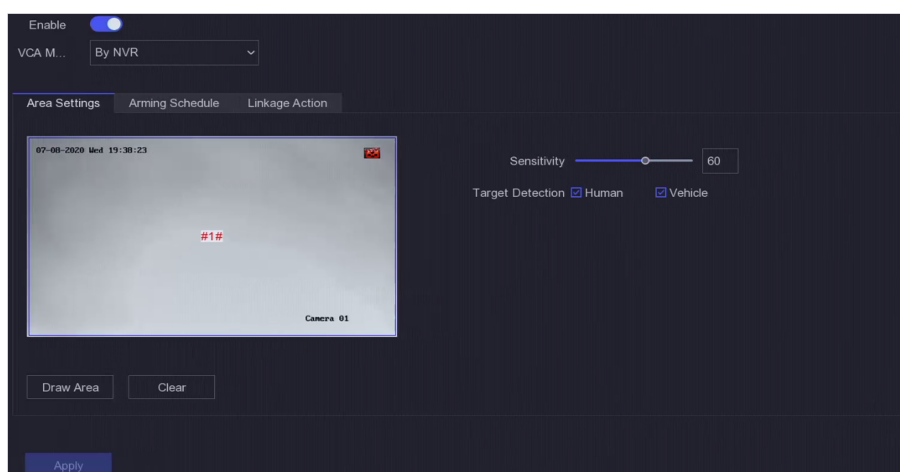 Enable
VCA M... By NVR
Area Settings Arming Schedule Linkage Action
07-08-2020 Wed 19:38:23
Sensitivity 60
Target Detection Human Vehicle
#1#
Camera 01
Draw Area Clear
Apply